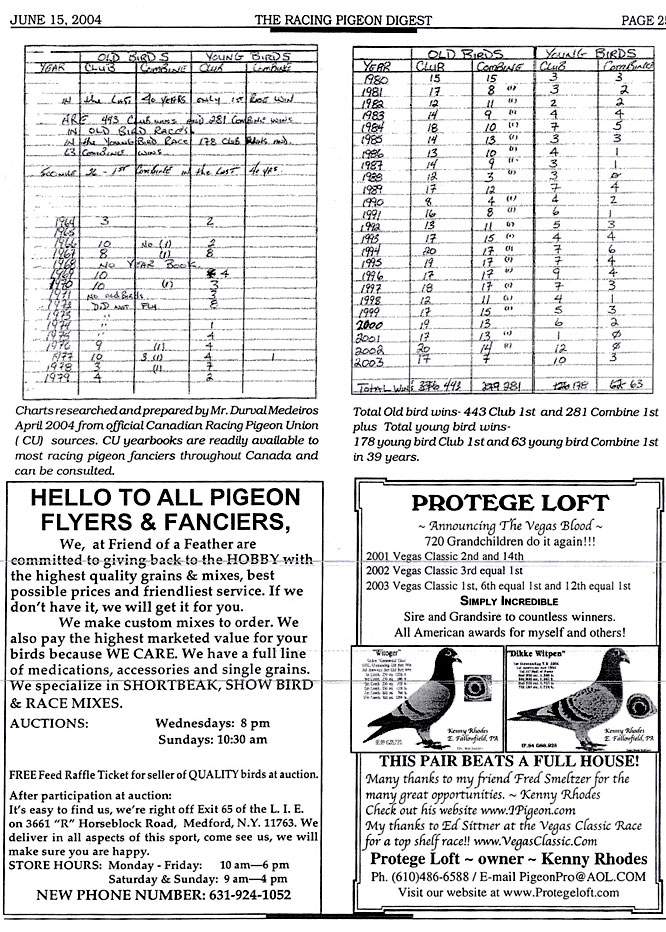 JUNE 15, 2004 THE RACING PIGEON DIGEST PAGE 25
OLD BIRDS YOUNG BIRDS
YEAR CLUB COMBINE CLUB COMBINE
IN the LAST 40 YEARS ONLY 1st Box WIN
ARE 443 Club wins AND 281 Combine wins
IN OLD BIRD RACES
IN the Young Bird RACE 178 Club Points AND
63 Combine wins
500 mile 26 - 1st Combine in the Last 40 yrs.
1964 3 2
1965
1966 10 No (1) 2
1967 8 (1) 8
1968 NO YEAR BOOK
1969 10 4
1970 10 (1) 3
1971 No old Birds 3
1972 DID NOT FLY 8
1973 "
1974 " 1
1975 " 4
1976 9 (1) 4
1977 10 3 (1) 4 1
1978 3 (1) 7
1979 4 2
OLD BIRDS YOUNG BIRDS
YEAR CLUB COMBINE CLUB COMBINE
1980 15 15 3 3
1981 17 8 (1) 3 2
1982 12 11 (1) 2 2
1983 14 9 (1) 4 4
1984 18 10 (1) 7 5
1985 14 13 (1) 3 3
1986 13 10 (1) 4 1
1987 14 9 (1) 3 1
1988 12 3 (1) 3 0
1989 17 12 7 4
1990 8 4 (1) 4 2
1991 16 8 (1) 6 1
1992 13 11 (1) 5 3
1993 17 15 (1) 4 4
1994 20 17 (1) 7 6
1995 19 17 (1) 7 4
1996 17 17 (1) 9 4
1997 18 17 (1) 7 3
1998 12 11 (1) 4 1
1999 17 15 (1) 5 3
2000 19 13 6 2
2001 17 13 (1) 1 0
2002 20 14 (1) 12 0
2003 17 7 10 3
TOTAL WINS 376 443 279 281 126 178 62 63
Charts researched and prepared by Mr. Durval Medeiros
April 2004 from official Canadian Racing Pigeon Union
( CU) sources. CU yearbooks are readily available to
most racing pigeon fanciers throughout Canada and
can be consulted.
Total Old bird wins- 443 Club 1st and 281 Combine 1st
plus Total young bird wins-
178 young bird Club 1st and 63 young bird Combine 1st
in 39 years.
HELLO TO ALL PIGEON
FLYERS & FANCIERS,
We, at Friend of a Feather are
committed to giving back to the HOBBY with
the highest quality grains & mixes, best
possible prices and friendliest service. If we
don't have it, we will get it for you.
We make custom mixes to order. We
also pay the highest marketed value for your
birds because WE CARE. We have a full line
of medications, accessories and single grains.
We specialize in SHORTBEAK, SHOW BIRD
& RACE MIXES.
AUCTIONS: Wednesdays: 8 pm
Sundays: 10:30 am
FREE Feed Raffle Ticket for seller of QUALITY birds at auction.
After participation at auction:
It's easy to find us, we're right off Exit 65 of the L. I. E.
on 3661 "R" Horseblock Road, Medford, N.Y. 11763. We
deliver in all aspects of this sport, come see us, we will
make sure you are happy.
STORE HOURS: Monday - Friday: 10 am—6 pm
Saturday & Sunday: 9 am—4 pm
NEW PHONE NUMBER: 631-924-1052
PROTEGE LOFT
~ Announcing The Vegas Blood ~
720 Grandchildren do it again!!!
2001 Vegas Classic 2nd and 14th
2002 Vegas Classic 3rd equal 1st
2003 Vegas Classic 1st, 6th equal 1st and 12th equal 1st
SIMPLY INCREDIBLE
Sire and Grandsire to countless winners.
All American awards for myself and others!
"Witoger"
Kenny Rhodes
E. Fallowfield, PA
"Dikke Witpen"
Kenny Rhodes
E. Fallowfield, PA
THIS PAIR BEATS A FULL HOUSE!
Many thanks to my friend Fred Smeltzer for the
many great opportunities. ~ Kenny Rhodes
Check out his website www.IPigeon.com
My thanks to Ed Sittner at the Vegas Classic Race
for a top shelf race!! www.VegasClassic.Com
Protege Loft ~ owner ~ Kenny Rhodes
Ph. (610)486-6588 / E-mail PigeonPro@AOL.COM
Visit our website at www.Protegeloft.com